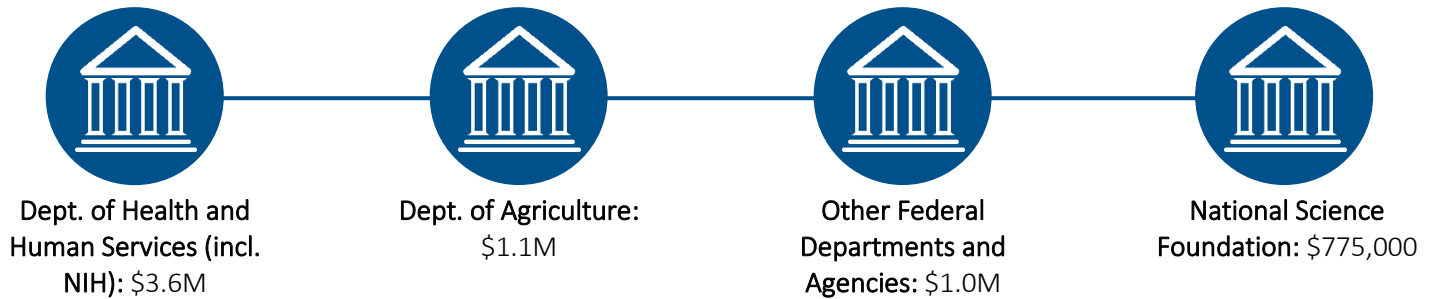 Dept. of Health and
Human Services (incl.
NIH): $3.6M
Dept. of Agriculture:
$1.1M
Other Federal
Departments and
Agencies: $1.0M
National Science
Foundation: $775,000